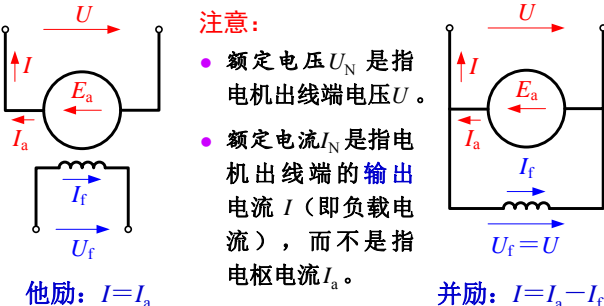 U
I
Ea
Ia
If
Uf
他励：I＝Ia
注意：
● 额定电压UN 是指
电机出线端电压U 。
● 额定电流IN是指电
机出线端的输出
电流 I（即负载电
流），而不是指
电枢电流Ia。
U
I
Ea
Ia
If
Uf＝U
并励：I＝Ia－If